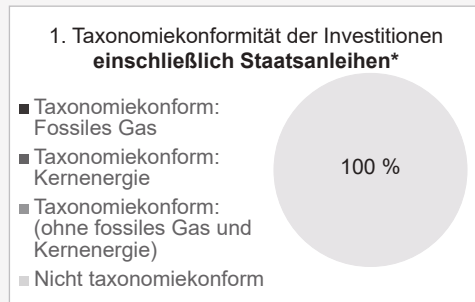 1. Taxonomiekonformität der Investitionen
einschließlich Staatsanleihen*
Taxonomiekonform:
Fossiles Gas
Taxonomiekonform:
Kernenergie
Taxonomiekonform:
(ohne fossiles Gas und
Kernenergie)
Nicht taxonomiekonform
100 %